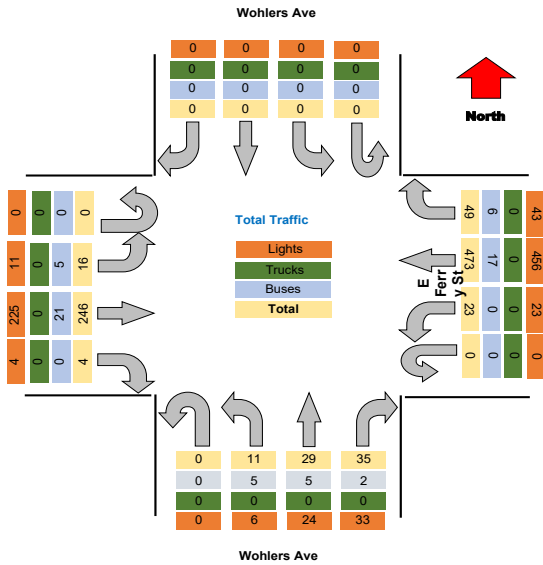 Wohlers Ave
0 0 0 0
0 0 0 0
0 0 0 0
0 0 0 0
North
0 0 0 0
11 0 5 16
225 0 21 246
4 0 0 4
Total Traffic
Lights
Trucks
Buses
Total
49 6 0 43
473 17 0 456
23 0 0 23
0 0 0 0
E
Ferr
y St
0 11 29 35
0 5 5 2
0 0 0 0
0 6 24 33
Wohlers Ave